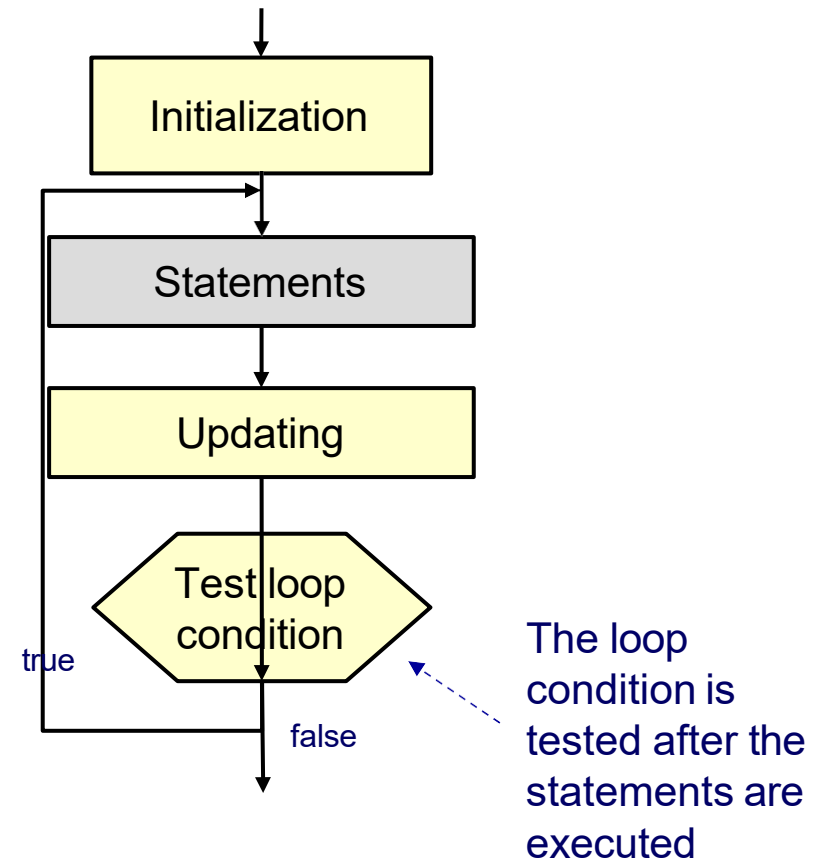 Initialization
Statements
Updating
Test loop
condition
true
false
The loop
condition is
tested after the
statements are
executed